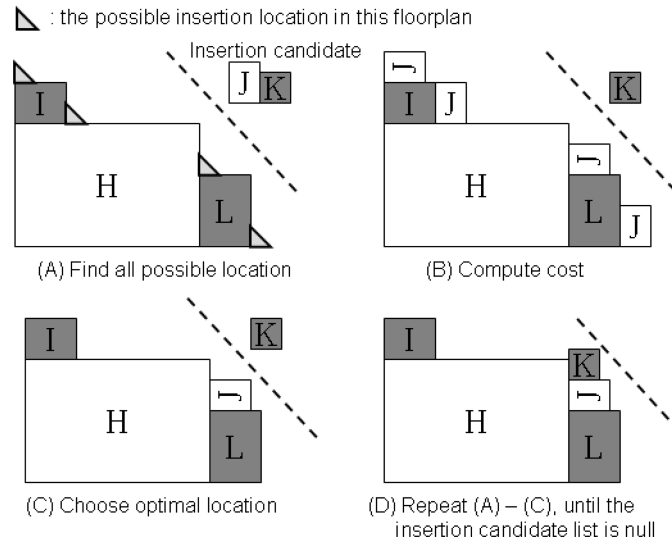 : the possible insertion location in this floorplan
Insertion candidate
J K
I
H
L
(A) Find all possible location
J
I J
K
J
H
L
J
(B) Compute cost
I
K
J
H
L
(C) Choose optimal location
I
K
J
H
L
(D) Repeat (A) – (C), until the
insertion candidate list is null